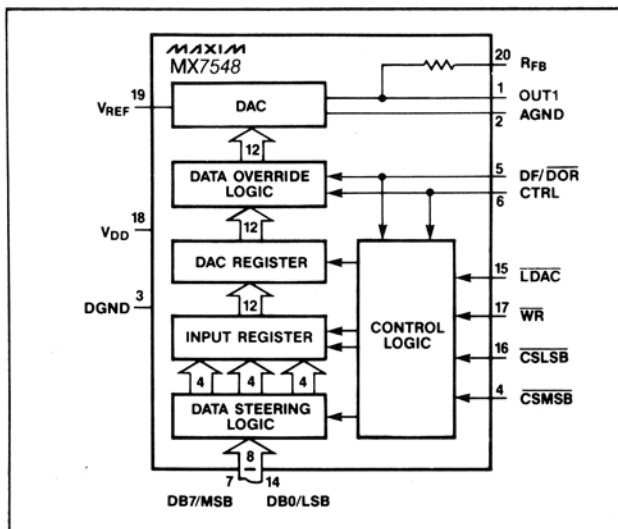 MAXIM
MX7548
20
RFB
1
OUT1
2
AGND
19
VREF
DAC
12
DATA OVERRIDE
LOGIC
5
DF/DOR
6
CTRL
18
VDD
12
DAC REGISTER
15
LDAC
3
DGND
12
17
WR
INPUT REGISTER
CONTROL
LOGIC
16
CSLSB
4 4 4
4
CSMSB
DATA STEERING
LOGIC
8
7 14
DB7/MSB DB0/LSB